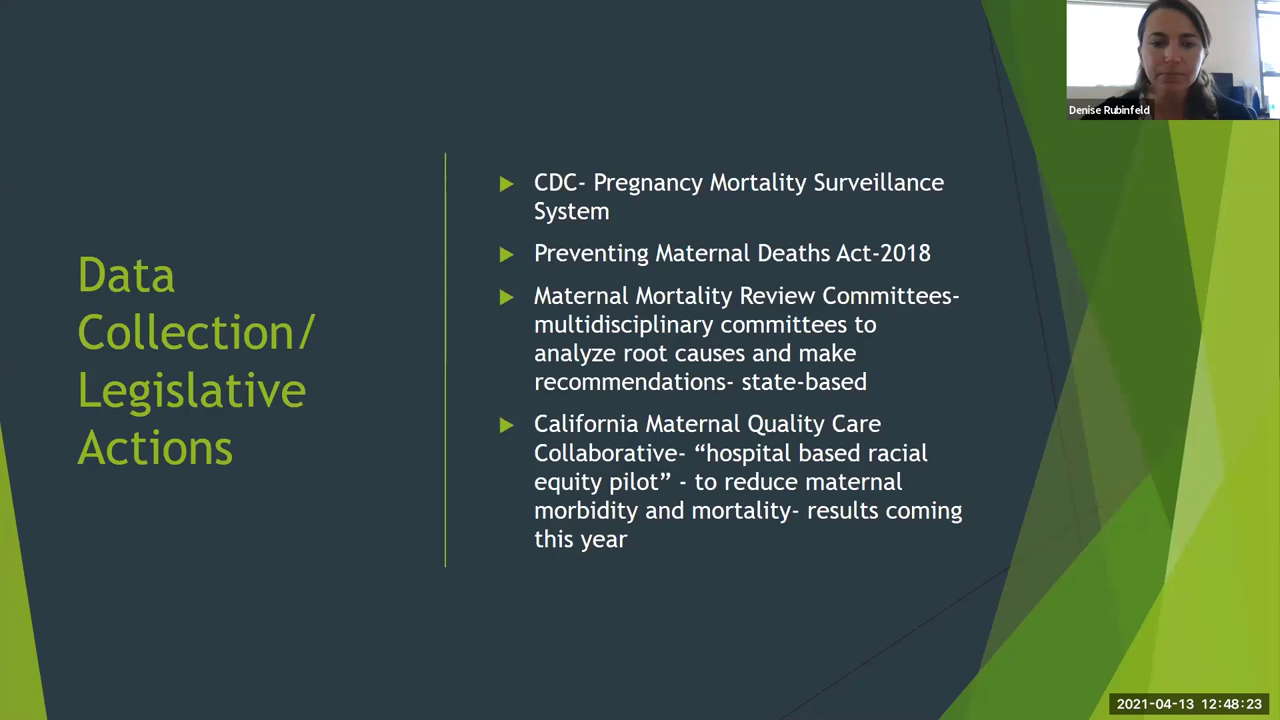 Denise Rubinfeld
Data
Collection/
Legislative
Actions
CDC- Pregnancy Mortality Surveillance
System
Preventing Maternal Deaths Act-2018
Maternal Mortality Review Committees-
multidisciplinary committees to
analyze root causes and make
recommendations- state-based
California Maternal Quality Care
Collaborative- “hospital based racial
equity pilot” - to reduce maternal
morbidity and mortality- results coming
this year
2021-04-13 12:48:23